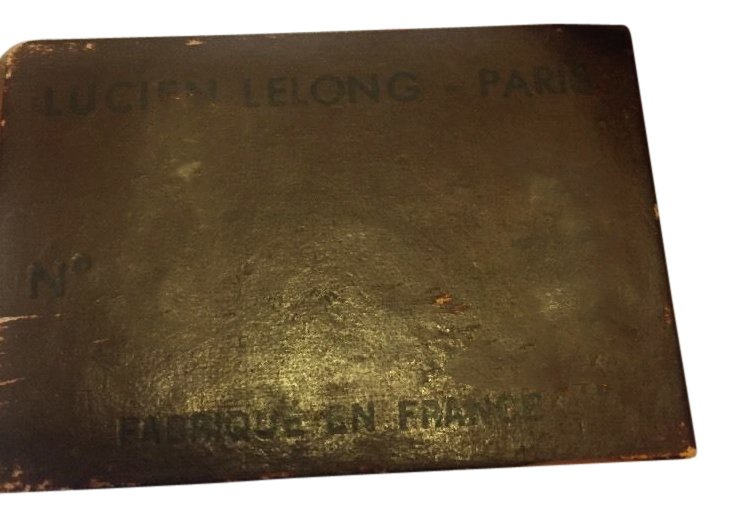 LUCIEN LELONG - PARIS
N°
FABRIQUE EN FRANCE